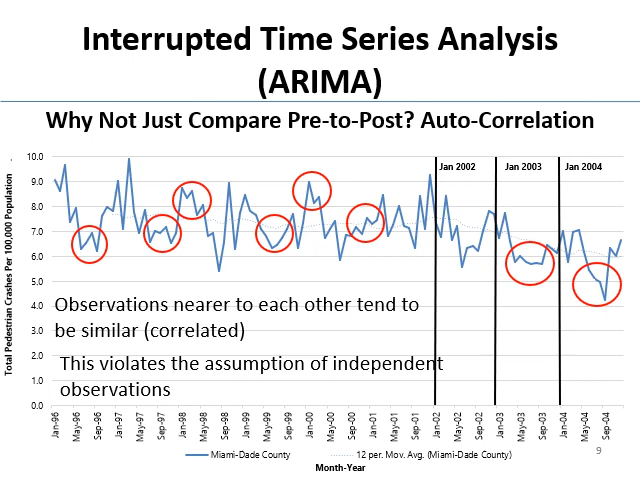 Interrupted Time Series Analysis
(ARIMA)
Why Not Just Compare Pre-to-Post? Auto-Correlation
Total Pedestrian Crashes Per 100,000 Population
10.0
9.0
8.0
7.0
6.0
5.0
4.0
3.0
2.0
1.0
0.0
Jan 2002
Jan 2003
Jan 2004
Observations nearer to each other tend to
be similar (correlated)
This violates the assumption of independent
observations
Jan-96
May-96
Sep-96
Jan-97
May-97
Sep-97
Jan-98
May-98
Sep-98
Jan-99
May-99
Sep-99
Jan-00
May-00
Sep-00
Jan-01
May-01
Sep-01
Jan-02
May-02
Sep-02
Jan-03
May-03
Sep-03
Jan-04
May-04
Sep-04
Miami-Dade County
12 per. Mov. Avg. (Miami-Dade County)
9
Month-Year